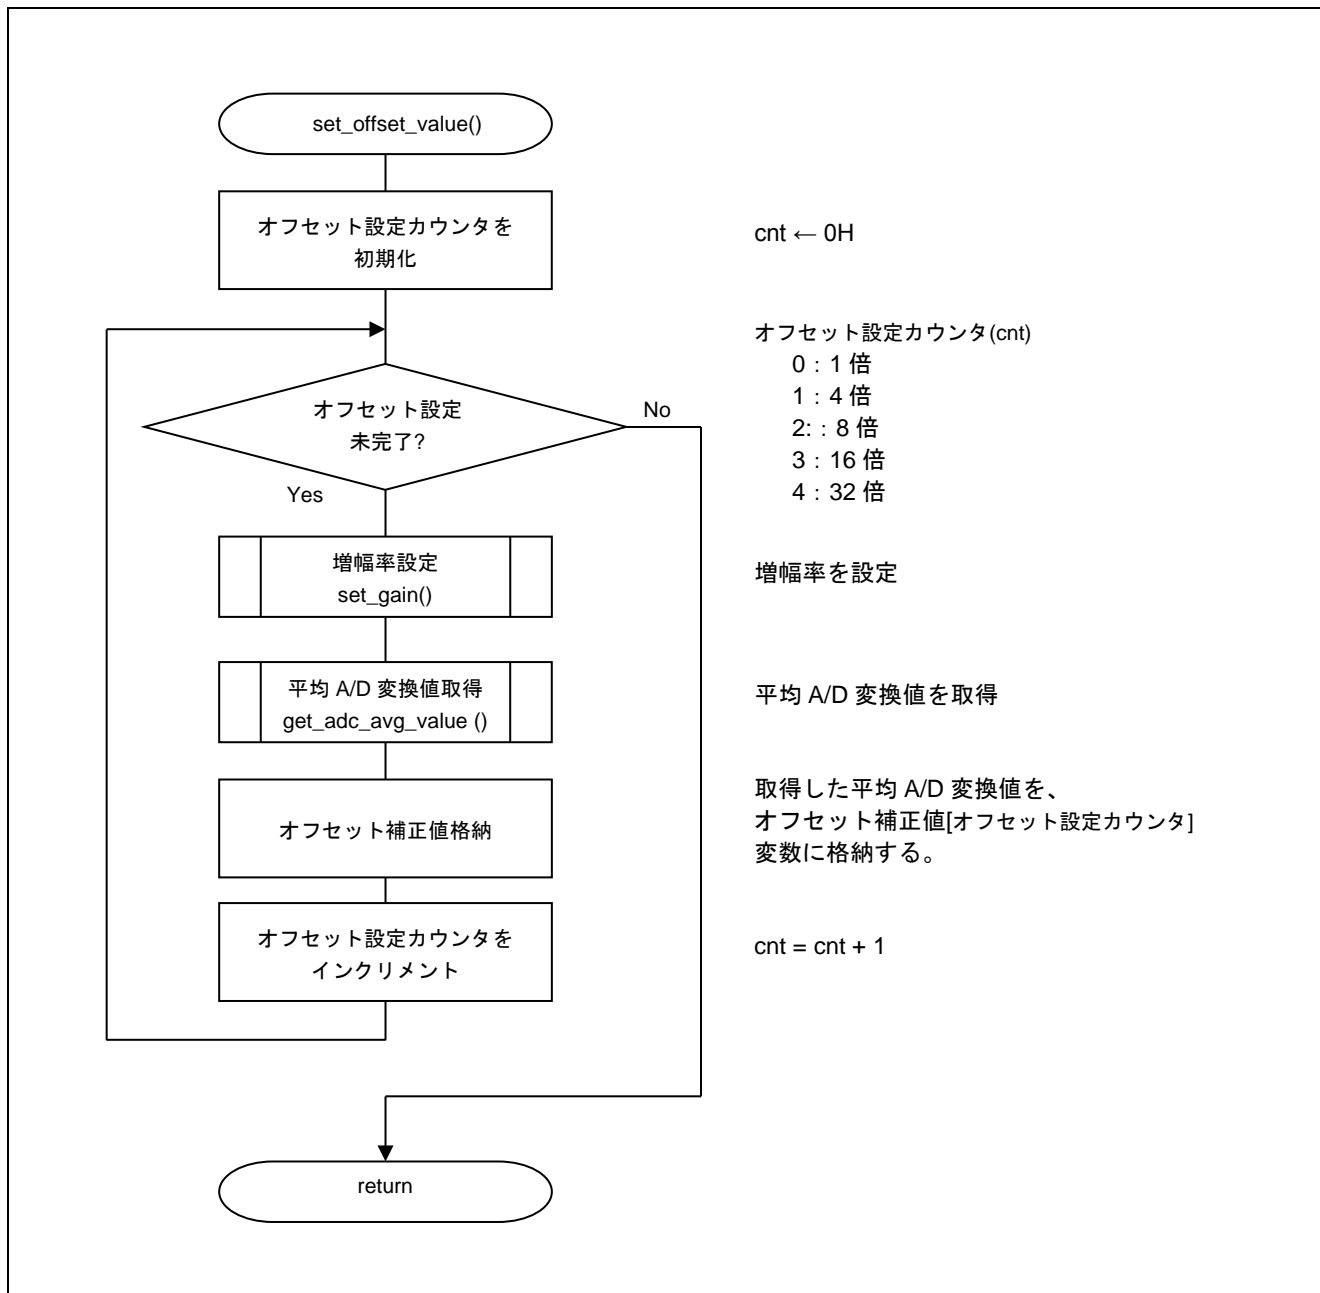 set_offset_value()
オフセット設定カウンタを
初期化
cnt ← 0H
オフセット設定カウンタ(cnt)
0 : 1 倍
1 : 4 倍
2: : 8 倍
3 : 16 倍
4 : 32 倍
オフセット設定
未完了?
No
Yes
増幅率設定
set_gain()
増幅率を設定
平均 A/D 変換値取得
get_adc_avg_value ()
平均 A/D 変換値を取得
オフセット補正値格納
取得した平均 A/D 変換値を、
オフセット補正値[オフセット設定カウンタ]
変数に格納する。
オフセット設定カウンタを
インクリメント
cnt = cnt + 1
return